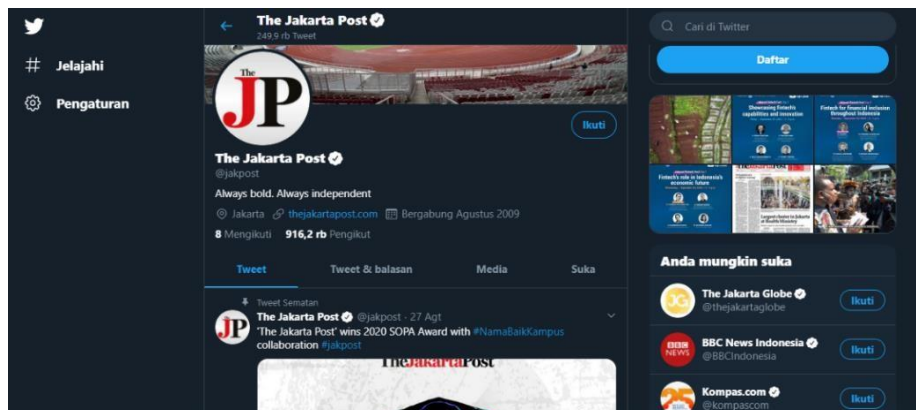 Jelajahi
Pengaturan
The Jakarta Post
249,9 rb Tweet
The
JP
Ikuti
The Jakarta Post
@jakpost
Always bold. Always independent
Jakarta thejakartapost.com Bergabung Agustus 2009
8 Mengikuti 916,2 rb Pengikut
Tweet Tweet & balasan Media Suka
Tweet Sematan
The Jakarta Post @jakpost · 27 Agt
'The Jakarta Post' wins 2020 SOPA Award with #NamaBaikKampus
collaboration #jakpost
The
JP
TheJakartaPost
Cari di Twitter
Daftar
Showcasing Fintech's
capabilities and innovation
Fintech for financial inclusion
throughout Indonesia
Fintech's role in Indonesia's
economic future
Anda mungkin suka
JG
The Jakarta Globe
@thejakartaglobe
Ikuti
BBC
NEWS
BBC News Indonesia
@BBCIndonesia
Ikuti
25
Kompas.com
@kompascom
Ikuti